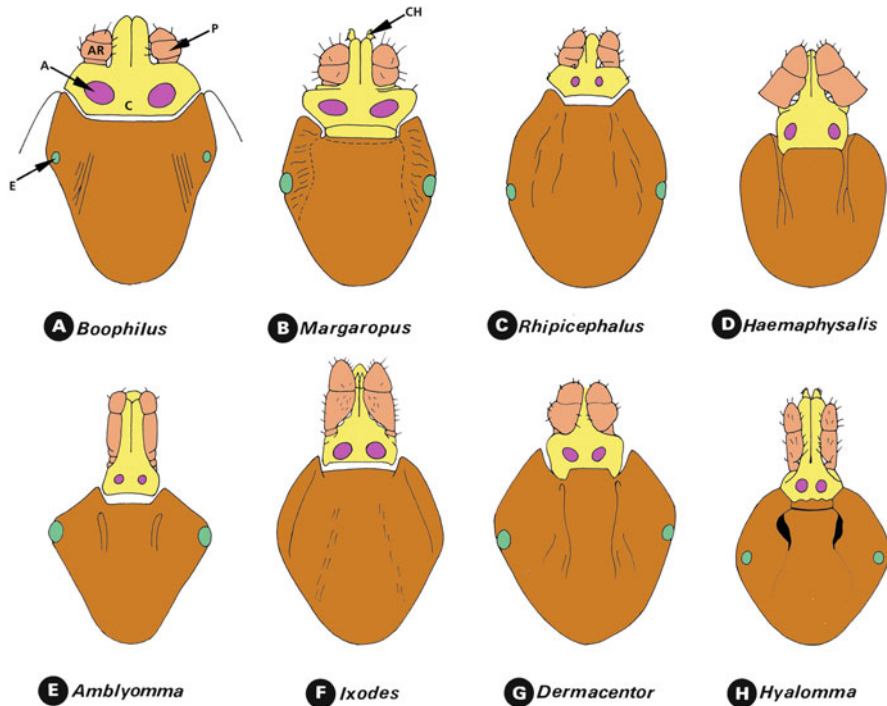 CH
AR
P
A
C
E
A Boophilus
B Margaropus
C Rhipicephalus
D Haemaphysalis
E Amblyomma
F Ixodes
G Dermacentor
H Hyalomma